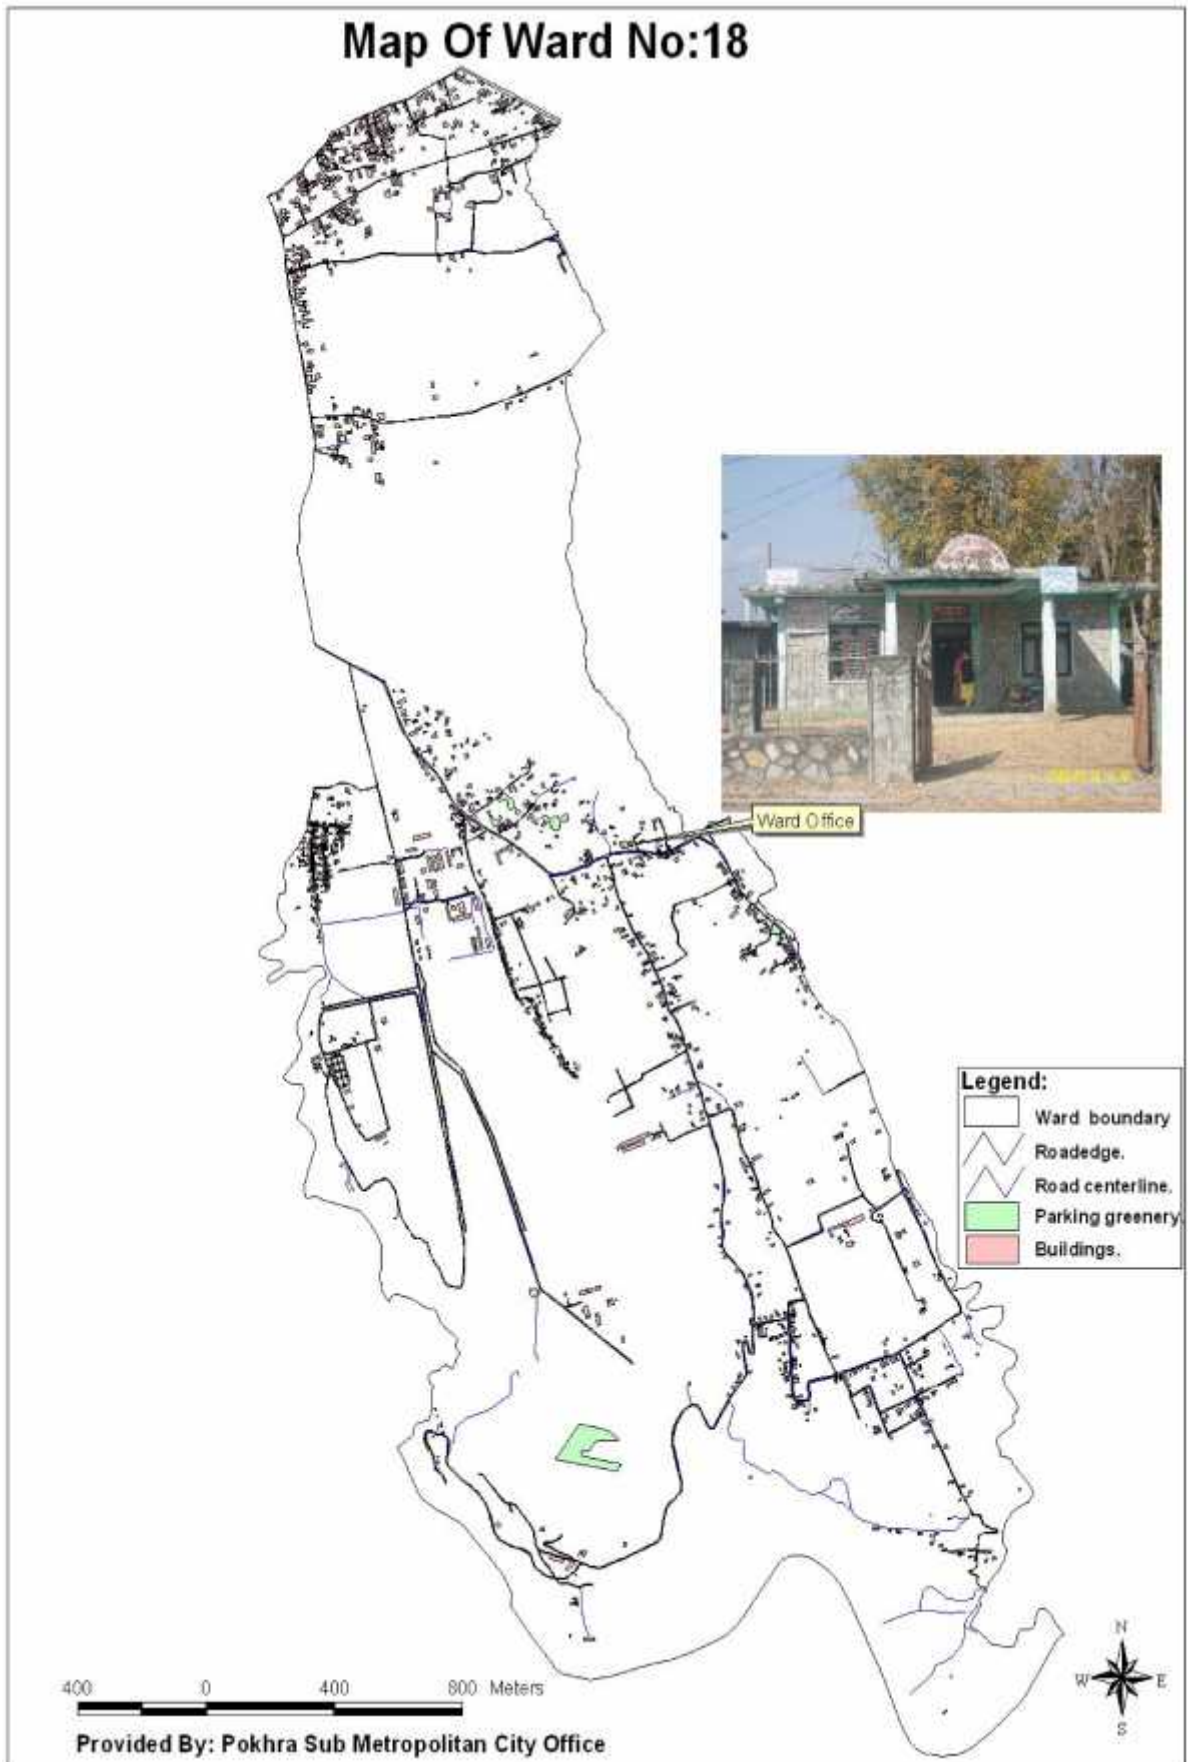 Map Of Ward No:18
Ward Office
Legend:
Ward boundary
Roadedge.
Road centerline.
Parking greenery
Buildings.
N
W E
S
400 0 400 800 Meters
Provided By: Pokhra Sub Metropolitan City Office